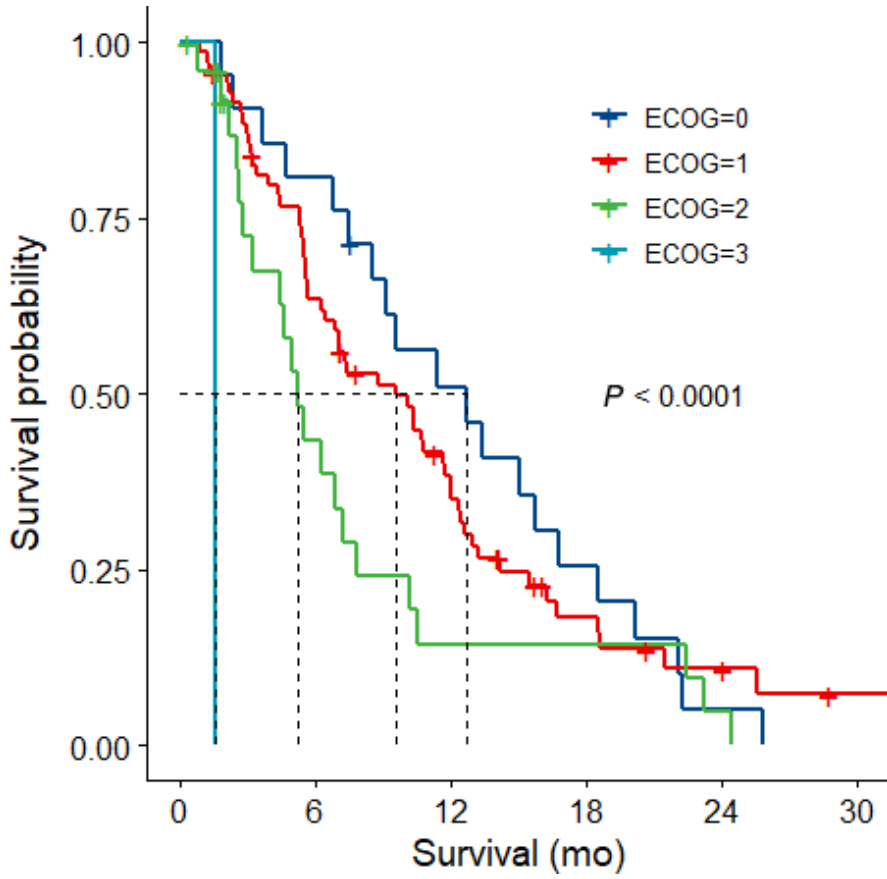 1.00
0.75
0.50
0.25
0.00
Survival probability
ECOG=0
ECOG=1
ECOG=2
ECOG=3
P < 0.0001
0 6 12 18 24 30
Survival (mo)